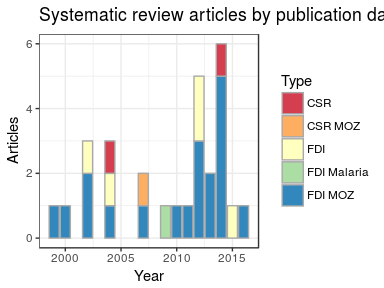 Systematic review articles by publication da
6
4
2
0
Articles
2000
2005
2010
2015
Year
Type
CSR
CSR MOZ
FDI
FDI Malaria
FDI MOZ